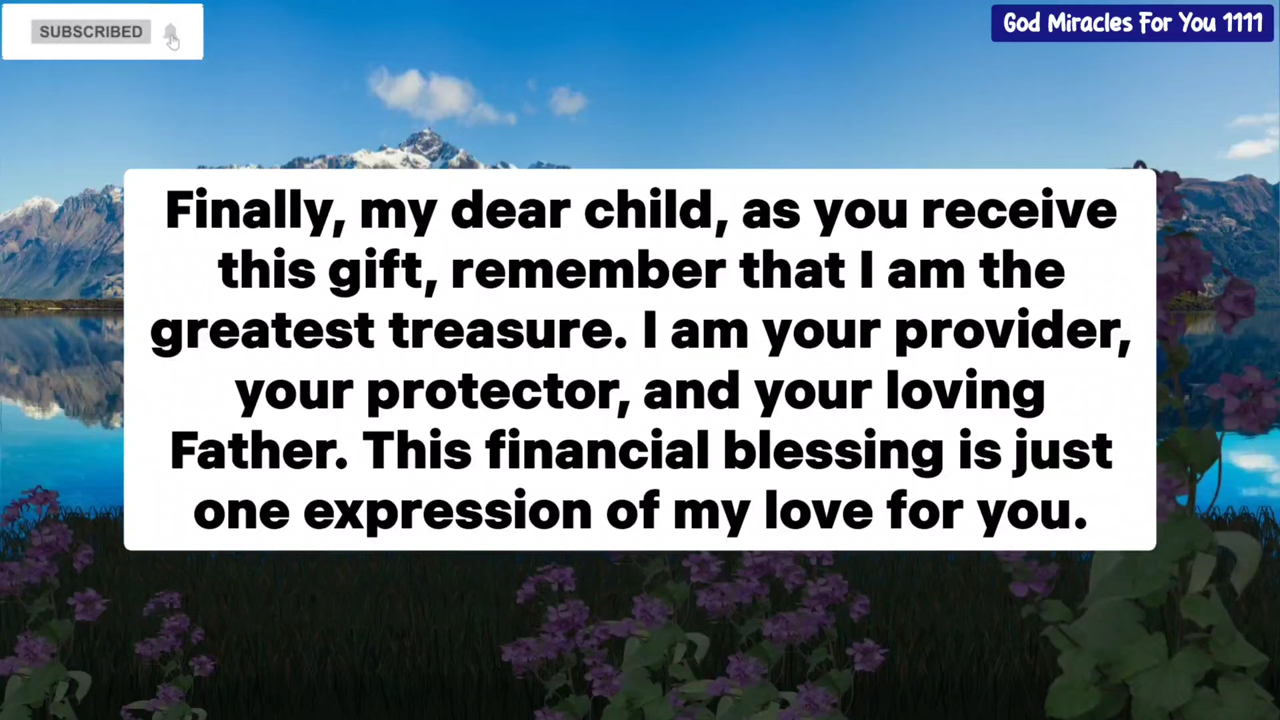 SUBSCRIBED
God Miracles For You 1111
Finally, my dear child, as you receive
this gift, remember that I am the
greatest treasure. I am your provider,
your protector, and your loving
Father. This financial blessing is just
one expression of my love for you.